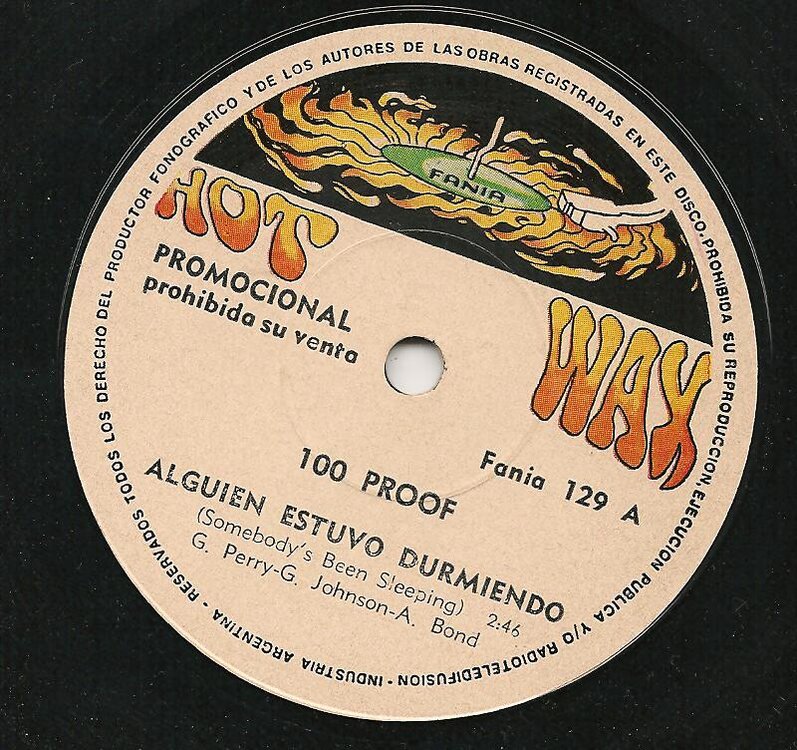 RESERVADOS TODOS LOS DERECHO DEL PRODUCTOR FONOGRAFICO Y DE LOS AUTORES DE LAS OBRAS REGISTRADAS EN ESTE DISCO. PROHIBIDA SU REPRODUCCION, EJECUCION PUBLICA Y/O RADIOTELEDIFUSION - INDUSTRIA ARGENTINA -
FANIA
HOT
WAX
PROMOCIONAL
prohibida su venta
Fania 129 A
100 PROOF
ALGUIEN ESTUVO DURMIENDO
(Somebody's Been Sleeping) 2:46
G. Perry-G. Johnson-A. Bond